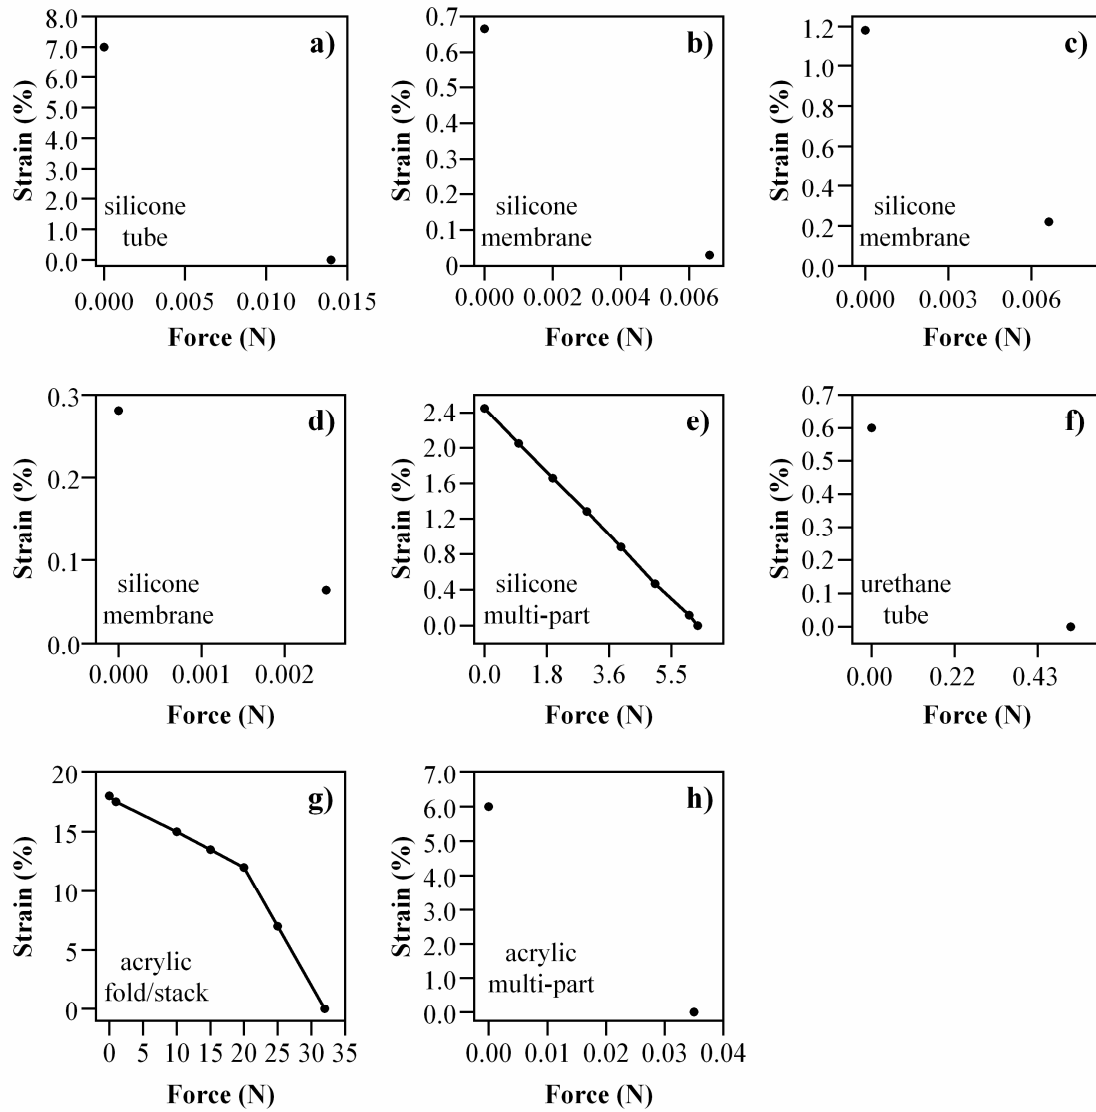 8.0
7.0
6.0
5.0
4.0
3.0
2.0
1.0
0.0
Strain (%)
a)
silicone
tube
0.000 0.005 0.010 0.015
Force (N)
0.7
0.6
0.5
0.4
0.3
0.2
0.1
0
Strain (%)
b)
silicone
membrane
0.000 0.002 0.004 0.006
Force (N)
1.2
1.0
0.8
0.6
0.4
0.2
0.0
Strain (%)
c)
silicone
membrane
0.000 0.003 0.006
Force (N)
0.3
0.2
0.1
0.0
Strain (%)
d)
silicone
membrane
0.000 0.001 0.002
Force (N)
2.4
2.0
1.6
1.2
0.8
0.4
0.0
Strain (%)
e)
silicone
multi-part
0.0 1.8 3.6 5.5
Force (N)
0.7
0.6
0.5
0.4
0.3
0.2
0.1
0.0
Strain (%)
f)
urethane
tube
0.00 0.22 0.43
Force (N)
20
15
10
5
0
Strain (%)
g)
acrylic
fold/stack
0 5 10 15 20 25 30 35
Force (N)
7.0
6.0
5.0
4.0
3.0
2.0
1.0
0.0
Strain (%)
h)
acrylic
multi-part
0.00 0.01 0.02 0.03 0.04
Force (N)